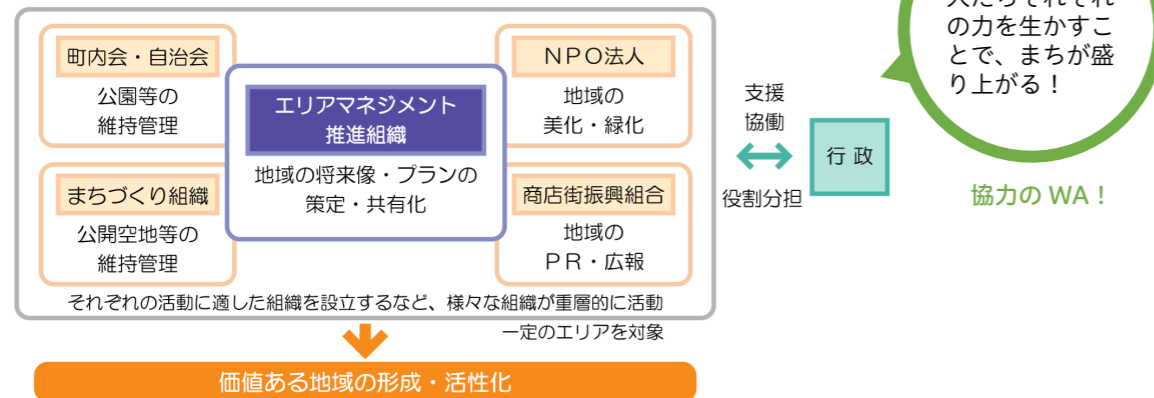 町内会・自治会
公園等の
維持管理
NPO法人
地域の
美化・緑化
エリアマネジメント
推進組織
地域の将来像・プランの
策定・共有化
まちづくり組織
公開空地等の
維持管理
商店街振興組合
地域の
PR・広報
それぞれの活動に適した組織を設立するなど、様々な組織が重層的に活動
一定のエリアを対象
価値ある地域の形成・活性化
支援
協働
役割分担
行政
の力を生かすこ
とで、まちが盛
り上がる！
協力の WA！